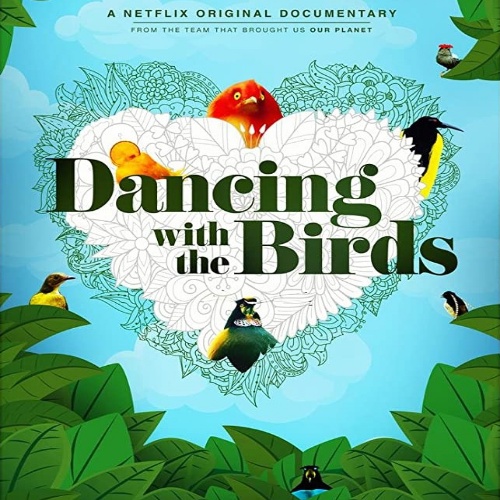 A NETFLIX ORIGINAL DOCUMENTARY
FROM THE TEAM THAT BROUGHT US OUR PLANET
Dancing
with
the Birds